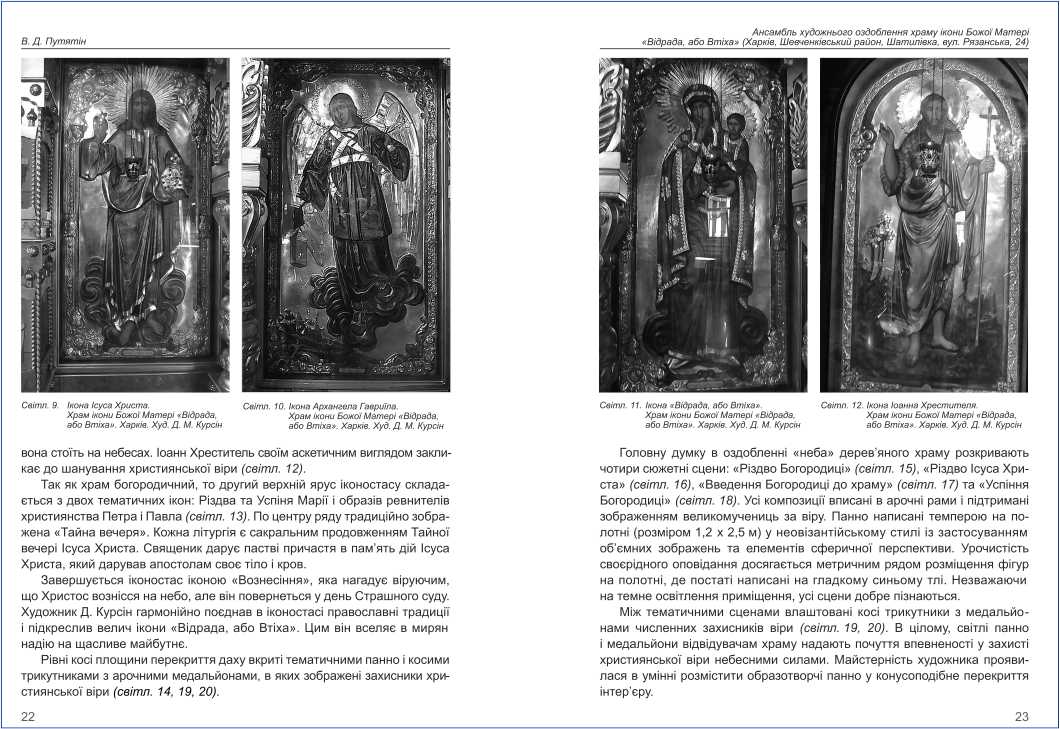 В. Д. Путятін
Світл. 9. Ікона Ісуса Христа.
Храм ікони Божої Матері «Відрада,
або Втіха». Харків. Худ. Д. М. Курсін
Світл. 10. Ікона Архангела Гавриїла.
Храм ікони Божої Матері «Відрада,
або Втіха». Харків. Худ. Д. М. Курсін
вона стоїть на небесах. Іоанн Хреститель своїм аскетичним виглядом закли-
кає до шанування християнської віри (світл. 12).
Так як храм богородичний, то другий верхній ярус іконостасу склада-
ється з двох тематичних ікон: Різдва та Успіня Марії і образів ревнителів
християнства Петра і Павла (світл. 13). По центру ряду традиційно зобра-
жена «Тайна вечеря». Кожна літургія є сакральним продовженням Тайної
вечері Ісуса Христа. Священик дарує пастві причастя в пам’ять дій Ісуса
Христа, який дарував апостолам своє тіло і кров.
Завершується іконостас іконою «Вознесіння», яка нагадує віруючим,
що Христос вознісся на небо, але він повернеться у день Страшного суду.
Художник Д. Курсін гармонійно поєднав в іконостасі православні традиції
і підкреслив велич ікони «Відрада, або Втіха». Цим він вселяє в мирян
надію на щасливе майбутнє.
Рівні косі площини перекриття даху вкриті тематичними панно і косими
трикутниками з арочними медальйонами, в яких зображені захисники хри-
стиянської віри (світл. 14, 19, 20).
22
Ансамбль художнього оздоблення храму ікони Божої Матері
«Відрада, або Втіха» (Харків, Шевченківський район, Шатилівка, вул. Рязанська, 24)
Світл. 11. Ікона «Відрада, або Втіха».
Храм ікони Божої Матері «Відрада,
або Втіха». Харків. Худ. Д. М. Курсін
Світл. 12. Ікона Іоанна Хрестителя.
Храм ікони Божої Матері «Відрада,
або Втіха». Харків. Худ. Д. М. Курсін
Головну думку в оздобленні «неба» дерев’яного храму розкривають
чотири сюжетні сцени: «Різдво Богородиці» (світл. 15), «Різдво Ісуса Хри-
ста» (світл. 16), «Введення Богородиці до храму» (світл. 17) та «Успіння
Богородиці» (світл. 18). Усі композиції вписані в арочні рами і підтримані
зображенням великомучениць за віру. Панно написані темперою на по-
лотні (розміром 1,2 х 2,5 м) у неовізантійському стилі із застосуванням
об’ємних зображень та елементів сферичної перспективи. Урочистість
своєрідного оповідання досягається метричним рядом розміщення фігур
на полотні, де постаті написані на гладкому синьому тлі. Незважаючи
на темне освітлення приміщення, усі сцени добре пізнаються.
Між тематичними сценами влаштовані косі трикутники з медальйо-
нами численних захисників віри (світл. 19, 20). В цілому, світлі панно
і медальйони відвідувачам храму надають почуття впевненості у захисті
християнської віри небесними силами. Майстерність художника прояви-
лася в умінні розмістити образотворчі панно у конусоподібне перекриття
інтер’єру.
23